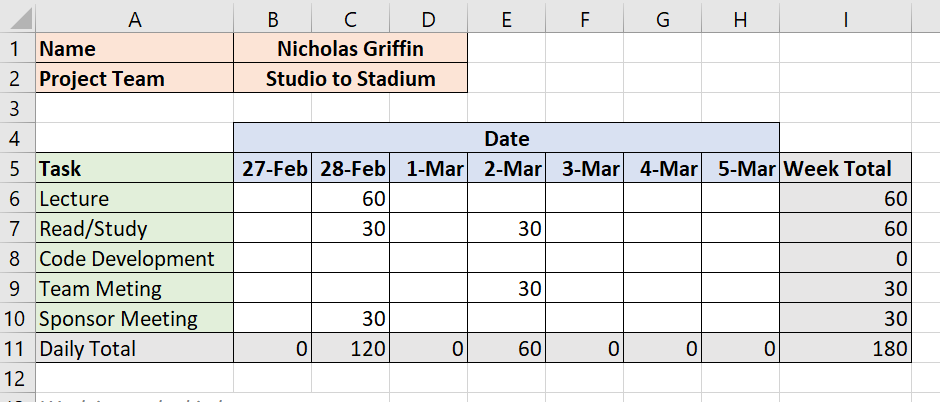 A B C D E F G H I
1 Name Nicholas Griffin
2 Project Team Studio to Stadium
3
4 Date
5 Task 27-Feb 28-Feb 1-Mar 2-Mar 3-Mar 4-Mar 5-Mar Week Total
6 Lecture 60 60
7 Read/Study 30 30 60
8 Code Development 0
9 Team Meting 30 30
10 Sponsor Meeting 30 30
11 Daily Total 0 120 0 60 0 0 0 180
12